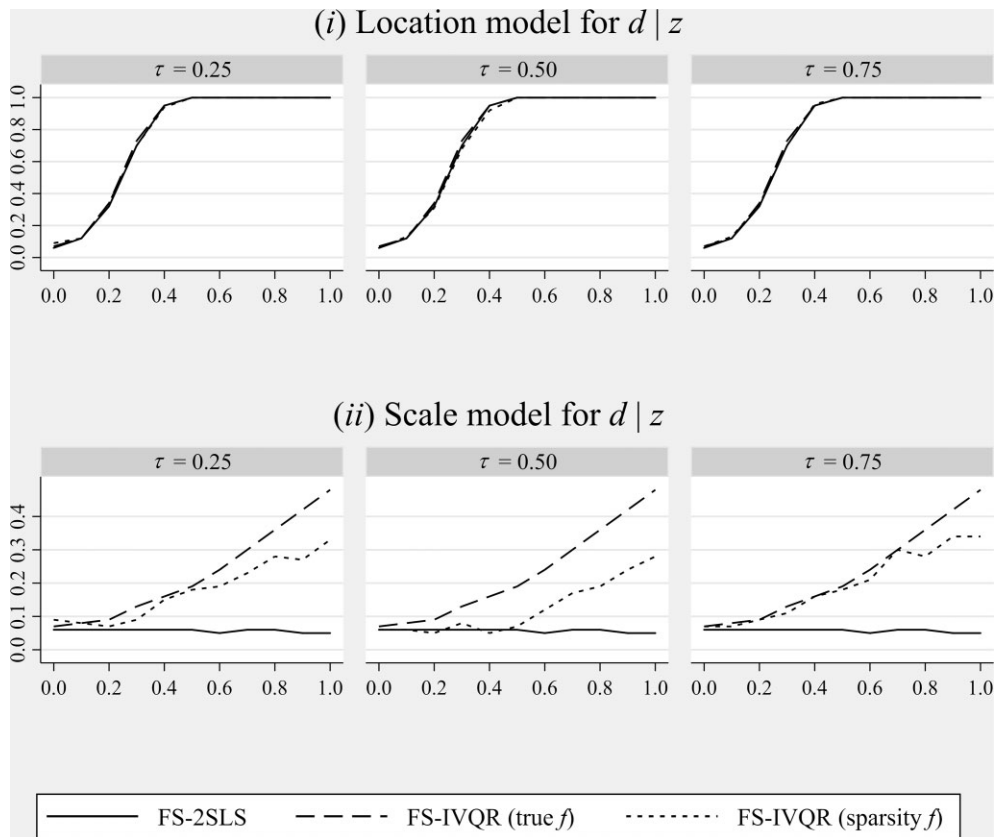 (i) Location model for d | z
τ = 0.25 τ = 0.50 τ = 0.75
1.0
0.8
0.6
0.4
0.2
0.0
0.0 0.2 0.4 0.6 0.8 1.0 0.0 0.2 0.4 0.6 0.8 1.0 0.0 0.2 0.4 0.6 0.8 1.0
(ii) Scale model for d | z
τ = 0.25 τ = 0.50 τ = 0.75
0.4
0.3
0.2
0.1
0.0
0.0 0.2 0.4 0.6 0.8 1.0 0.0 0.2 0.4 0.6 0.8 1.0 0.0 0.2 0.4 0.6 0.8 1.0
FS-2SLS FS-IVQR (true f) FS-IVQR (sparsity f)